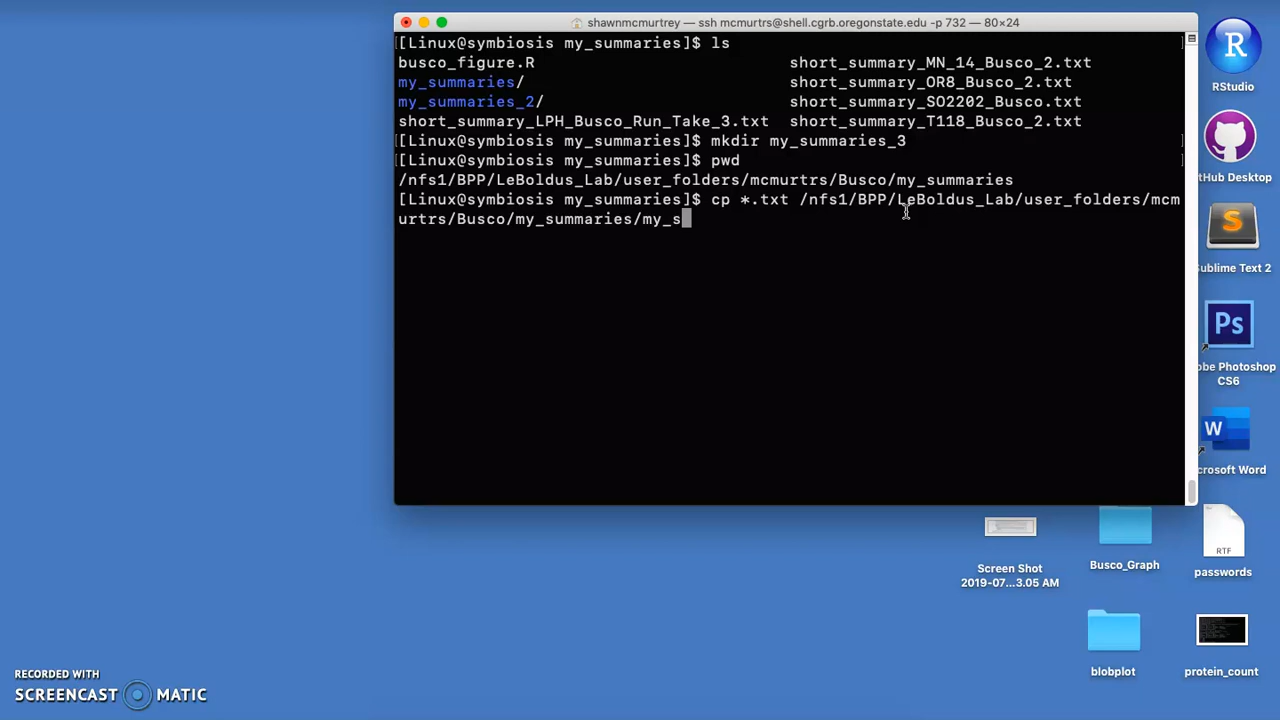 shawnmcmurtrey — ssh mcmurtrs@shell.cgrb.oregonstate.edu -p 732 — 80×24
[[Linux@symbiosis my_summaries]$ ls
busco_figure.R short_summary_MN_14_Busco_2.txt
my_summaries/ short_summary_OR8_Busco_2.txt
my_summaries_2/ short_summary_SO2202_Busco.txt
short_summary_LPH_Busco_Run_Take_3.txt short_summary_T118_Busco_2.txt
[[Linux@symbiosis my_summaries]$ mkdir my_summaries_3 ]
[[Linux@symbiosis my_summaries]$ pwd ]
/nfs1/BPP/LeBoldus_Lab/user_folders/mcmurtrs/Busco/my_summaries
[Linux@symbiosis my_summaries]$ cp *.txt /nfs1/BPP/LeBoldus_Lab/user_folders/mcm
urtrs/Busco/my_summaries/my_s
R
RStudio
tHub Desktop
S
Sublime Text 2
Ps
obe Photoshop
CS6
W
crosoft Word
Screen Shot
2019-07...3.05 AM
Busco_Graph
RTF
passwords
blobplot
protein_count
RECORDED WITH
SCREENCAST MATIC